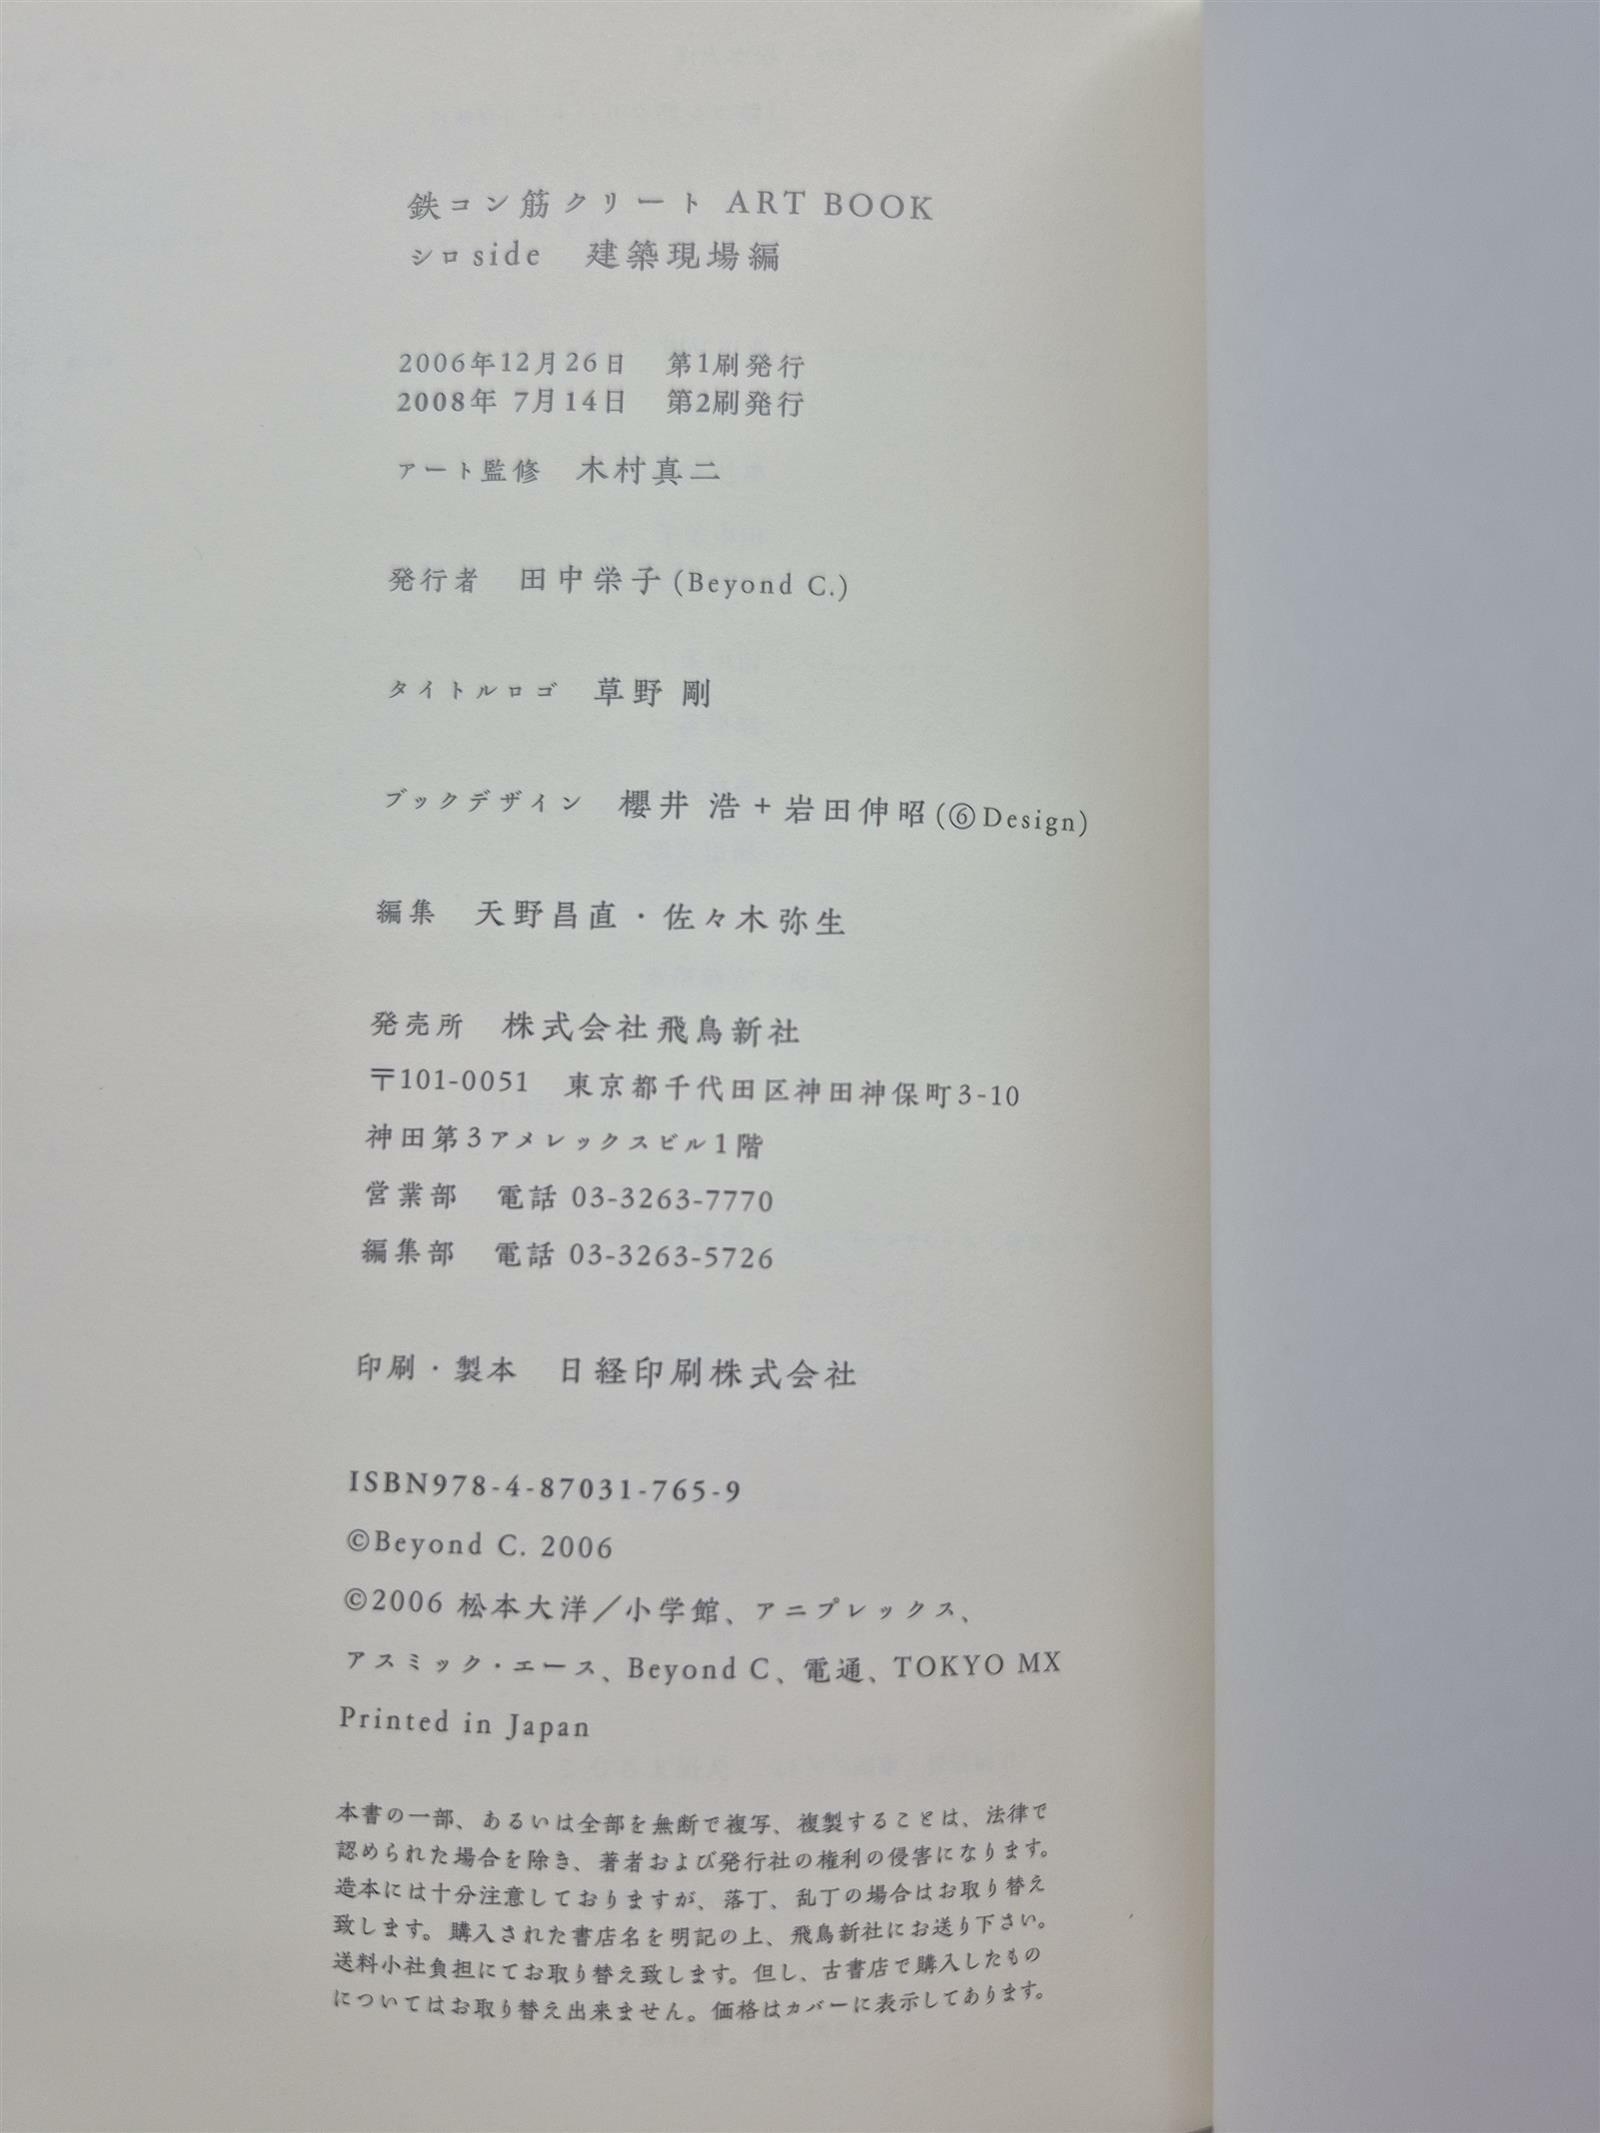 鉄コン筋クリート ART BOOK
シロside　建築現場編
2006年12月26日　第1刷発行
2008年 7月14日　第2刷発行
アート監修　木村真二
発行者　田中栄子(Beyond C.)
タイトルロゴ　草野 剛
ブックデザイン　櫻井 浩+岩田伸昭(⑥Design)
編集　天野昌直・佐々木弥生
発売所　株式会社飛鳥新社
〒101-0051　東京都千代田区神田神保町3-10
神田第3アメレックスビル1階
営業部　電話 03-3263-7770
編集部　電話 03-3263-5726
印刷・製本　日経印刷株式会社
ISBN978-4-87031-765-9
©Beyond C. 2006
©2006 松本大洋／小学館、アニプレックス、
アスミック・エース、Beyond C、電通、TOKYO MX
Printed in Japan
本書の一部、あるいは全部を無断で複写、複製することは、法律で
認められた場合を除き、著者および発行社の権利の侵害になります。
造本には十分注意しておりますが、落丁、乱丁の場合はお取り替え
致します。購入された書店名を明記の上、飛鳥新社にお送り下さい。
送料小社負担にてお取り替え致します。但し、古書店で購入したもの
についてはお取り替え出来ません。価格はカバーに表示してあります。